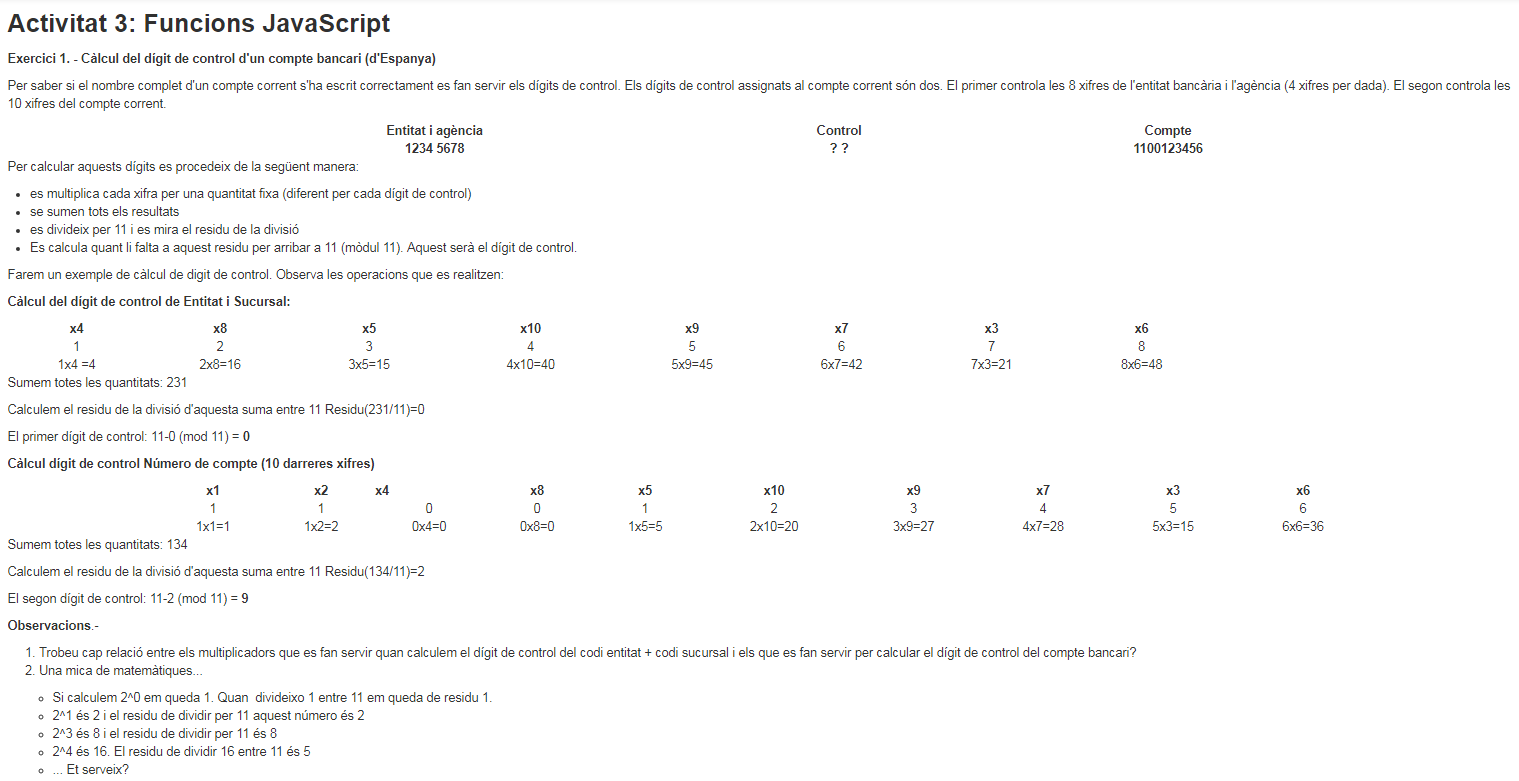 Activitat 3: Funcions JavaScript
Exercici 1. - Càlcul del dígit de control d'un compte bancari (d'Espanya)
Per saber si el nombre complet d'un compte corrent s'ha escrit correctament es fan servir els dígits de control. Els dígits de control assignats al compte corrent són dos. El primer controla les 8 xifres de l'entitat bancària i l'agència (4 xifres per dada). El segon controla les
10 xifres del compte corrent.
Entitat i agència Control Compte
1234 5678 ? ? 1100123456
Per calcular aquests dígits es procedeix de la següent manera:
• es multiplica cada xifra per una quantitat fixa (diferent per cada dígit de control)
• se sumen tots els resultats
• es divideix per 11 i es mira el residu de la divisió
• Es calcula quant li falta a aquest residu per arribar a 11 (mòdul 11). Aquest serà el dígit de control.
Farem un exemple de càlcul de digit de control. Observa les operacions que es realitzen:
Càlcul del dígit de control de Entitat i Sucursal:
x4 x8 x5 x10 x9 x7 x3 x6
1 2 3 4 5 6 7 8
1x4 =4 2x8=16 3x5=15 4x10=40 5x9=45 6x7=42 7x3=21 8x6=48
Sumem totes les quantitats: 231
Calculem el residu de la divisió d'aquesta suma entre 11 Residu(231/11)=0
El primer dígit de control: 11-0 (mod 11) = 0
Càlcul dígit de control Número de compte (10 darreres xifres)
x1 x2 x4 x8 x5 x10 x9 x7 x3 x6
1 1 0 0 1 2 3 4 5 6
1x1=1 1x2=2 0x4=0 0x8=0 1x5=5 2x10=20 3x9=27 4x7=28 5x3=15 6x6=36
Sumem totes les quantitats: 134
Calculem el residu de la divisió d'aquesta suma entre 11 Residu(134/11)=2
El segon dígit de control: 11-2 (mod 11) = 9
Observacions.-
1. Trobeu cap relació entre els multiplicadors que es fan servir quan calculem el dígit de control del codi entitat + codi sucursal i els que es fan servir per calcular el dígit de control del compte bancari?
2. Una mica de matemàtiques...
◦ Si calculem 2^0 em queda 1. Quan divideixo 1 entre 11 em queda de residu 1.
◦ 2^1 és 2 i el residu de dividir per 11 aquest número és 2
◦ 2^3 és 8 i el residu de dividir per 11 és 8
◦ 2^4 és 16. El residu de dividir 16 entre 11 és 5
◦ ... Et serveix?